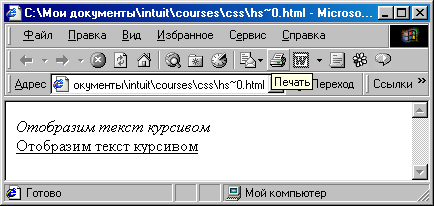 C:\Мои документы\intuit\courses\css\hs~0.html - Microso...
Файл Правка Вид Избранное Сервис Справка
Адрес окументы\intuit\courses\css\hs~0.html Переход Ссылки »
Печать
Отобразим текст курсивом
Отобразим текст курсивом
Готово Мой компьютер